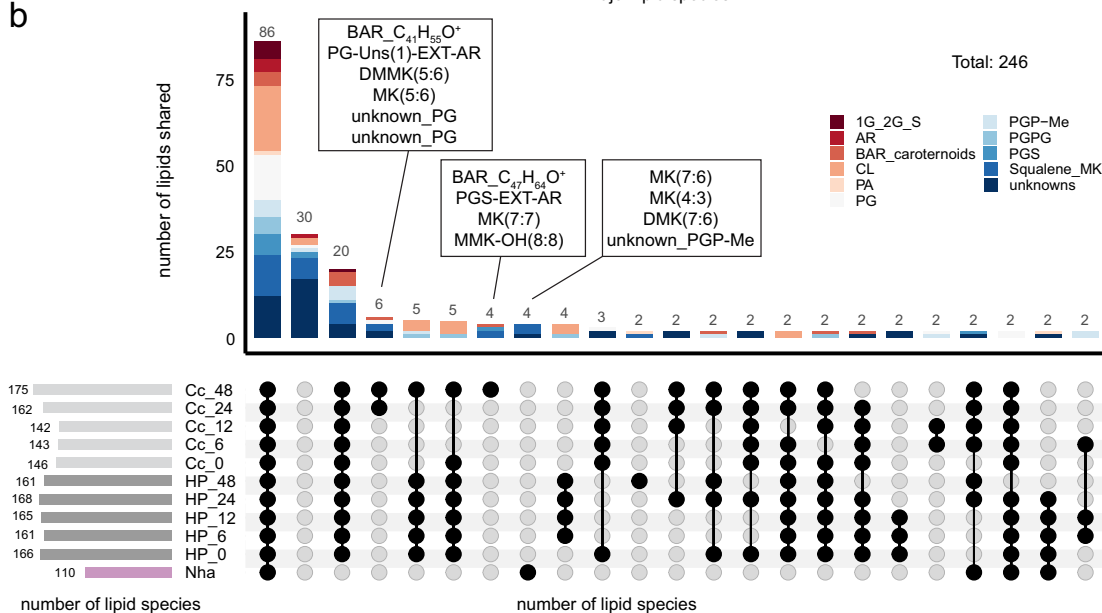 b
86
30
20
6
5
5
4
4
4
3
2
2
2
2
2
2
2
2
2
2
2
2
2
BAR_C₄₁H₅₅O⁺
PG-Uns(1)-EXT-AR
DMMK(5:6)
MK(5:6)
unknown_PG
unknown_PG
BAR_C₄₇H₆₄O⁺
PGS-EXT-AR
MK(7:7)
MMK-OH(8:8)
MK(7:6)
MK(4:3)
DMK(7:6)
unknown_PGP-Me
Total: 246
1G_2G_S
AR
BAR_caroternoids
CL
PA
PG
PGP−Me
PGPG
PGS
Squalene_MK
unknowns
number of lipids shared
75
50
25
0
175 Cc_48
162 Cc_24
142 Cc_12
143 Cc_6
146 Cc_0
161 HP_48
168 HP_24
165 HP_12
161 HP_6
166 HP_0
110 Nha
number of lipid species
number of lipid species